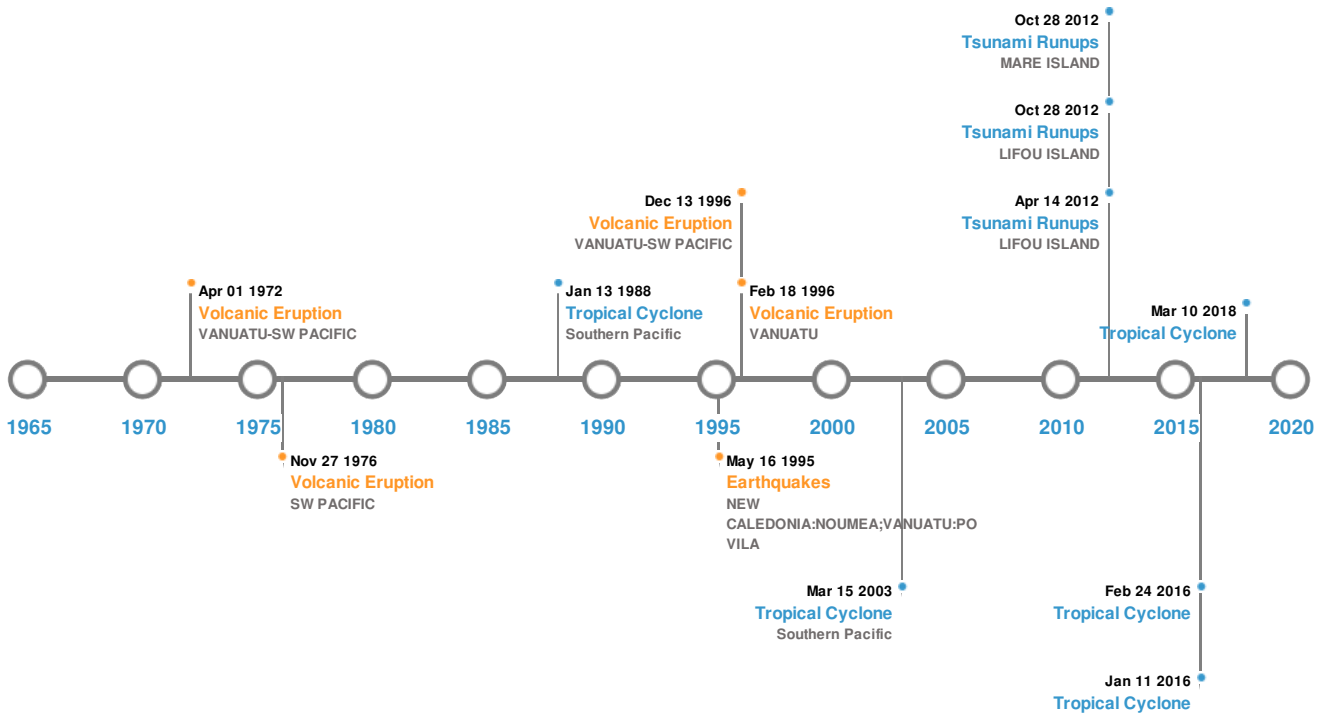 Oct 28 2012
Tsunami Runups
MARE ISLAND
Oct 28 2012
Tsunami Runups
LIFOU ISLAND
Dec 13 1996
Volcanic Eruption
VANUATU-SW PACIFIC
Apr 14 2012
Tsunami Runups
LIFOU ISLAND
Apr 01 1972
Volcanic Eruption
VANUATU-SW PACIFIC
Jan 13 1988
Tropical Cyclone
Southern Pacific
Feb 18 1996
Volcanic Eruption
VANUATU
Mar 10 2018
Tropical Cyclone
1965 1970 1975 1980 1985 1990 1995 2000 2005 2010 2015 2020
Nov 27 1976
Volcanic Eruption
SW PACIFIC
May 16 1995
Earthquakes
NEW
CALEDONIA:NOUMEA;VANUATU:PO
VILA
Mar 15 2003
Tropical Cyclone
Southern Pacific
Feb 24 2016
Tropical Cyclone
Jan 11 2016
Tropical Cyclone